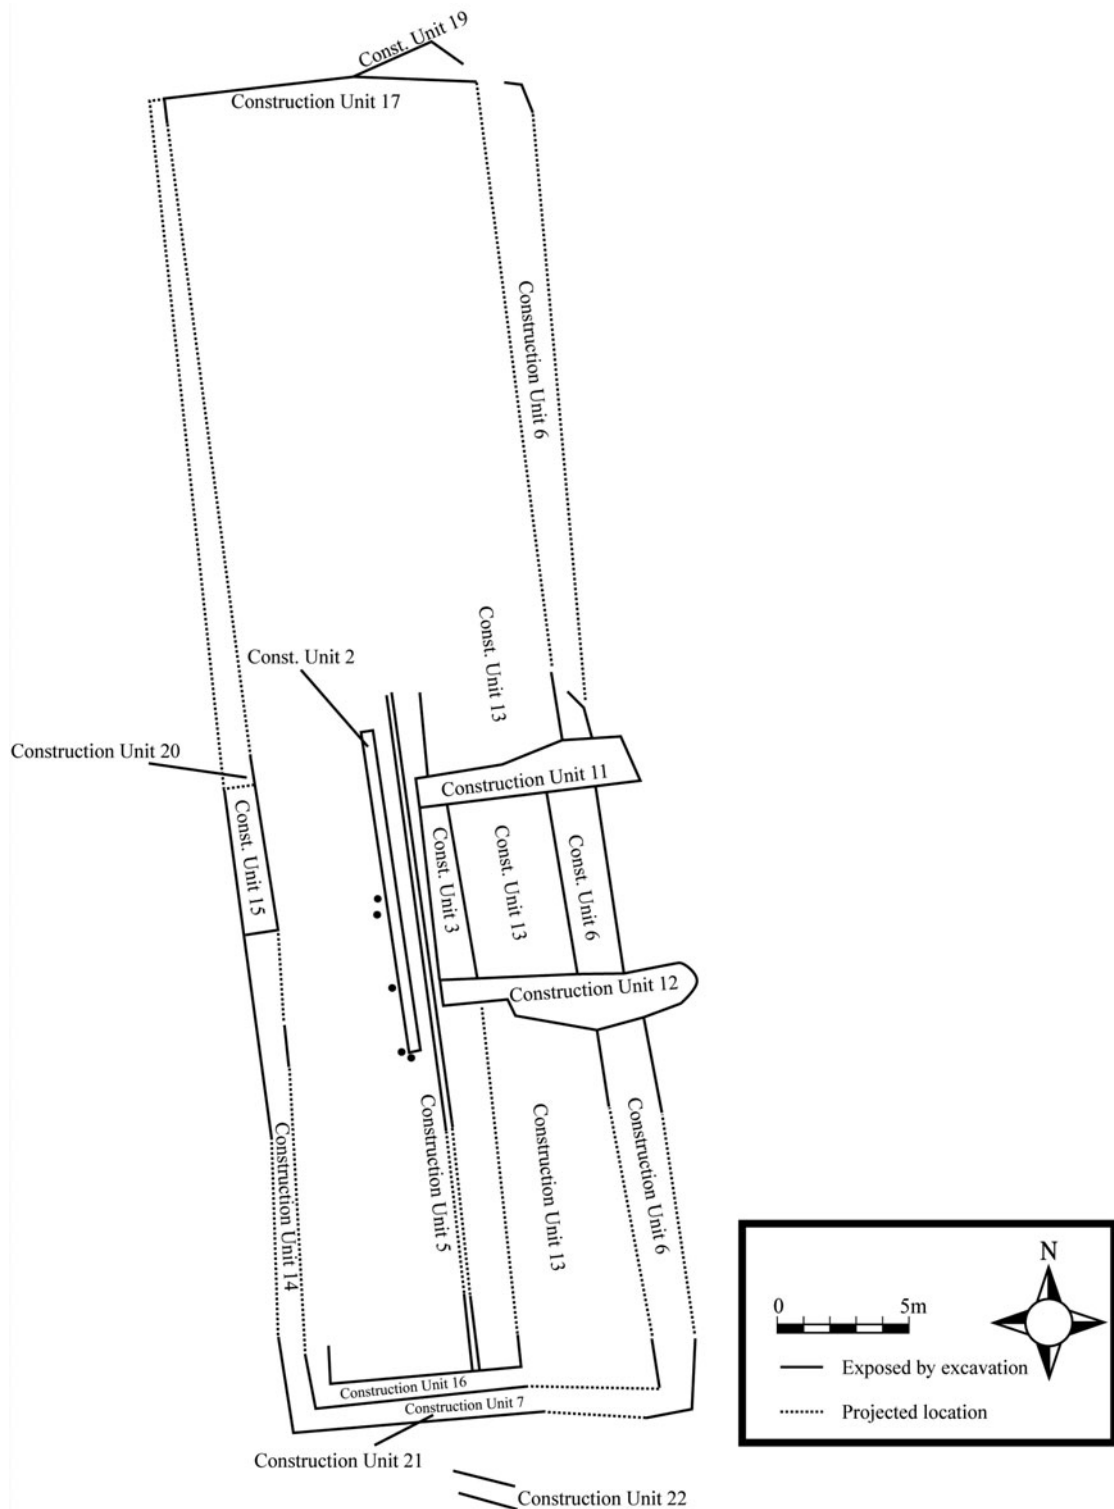 Const. Unit 19
Construction Unit 17
Construction Unit 6
Const. Unit 13
Const. Unit 2
Construction Unit 20
Construction Unit 11
Const. Unit 15
Const. Unit 3
Const. Unit 13
Const. Unit 6
Construction Unit 12
Construction Unit 14
Construction Unit 5
Construction Unit 13
Construction Unit 6
Construction Unit 16
Construction Unit 7
Construction Unit 21
Construction Unit 22
N
0 5m
Exposed by excavation
Projected location